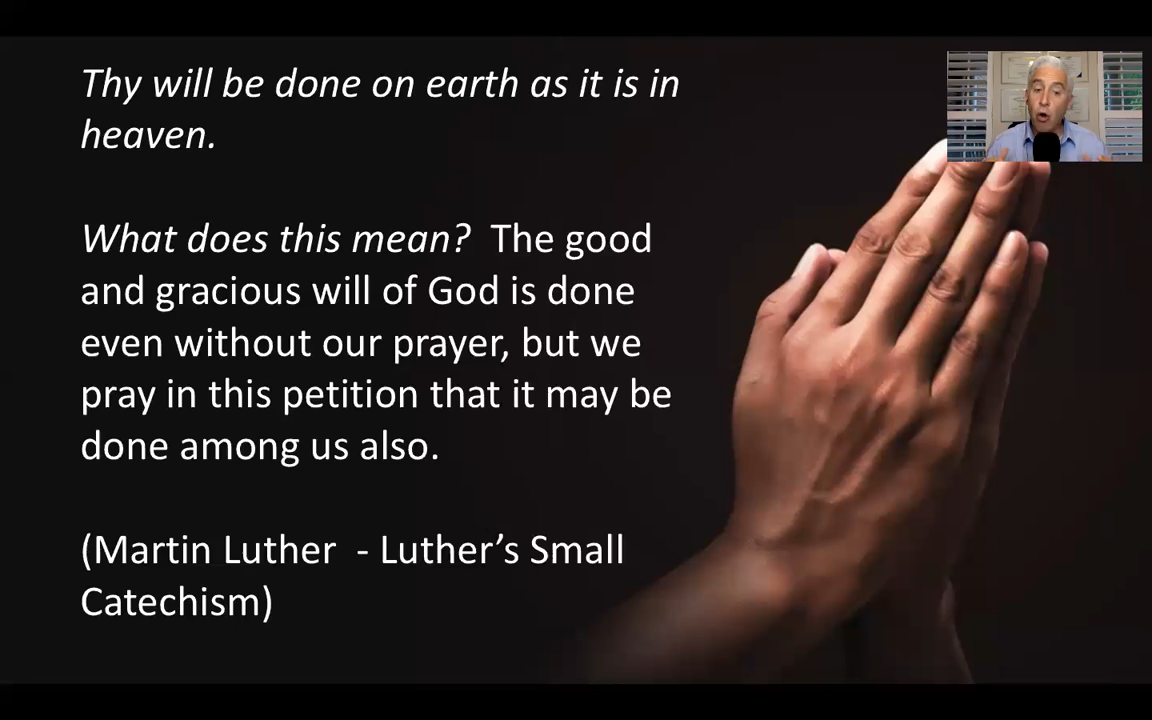 Thy will be done on earth as it is in
heaven.
What does this mean? The good
and gracious will of God is done
even without our prayer, but we
pray in this petition that it may be
done among us also.
(Martin Luther - Luther’s Small
Catechism)